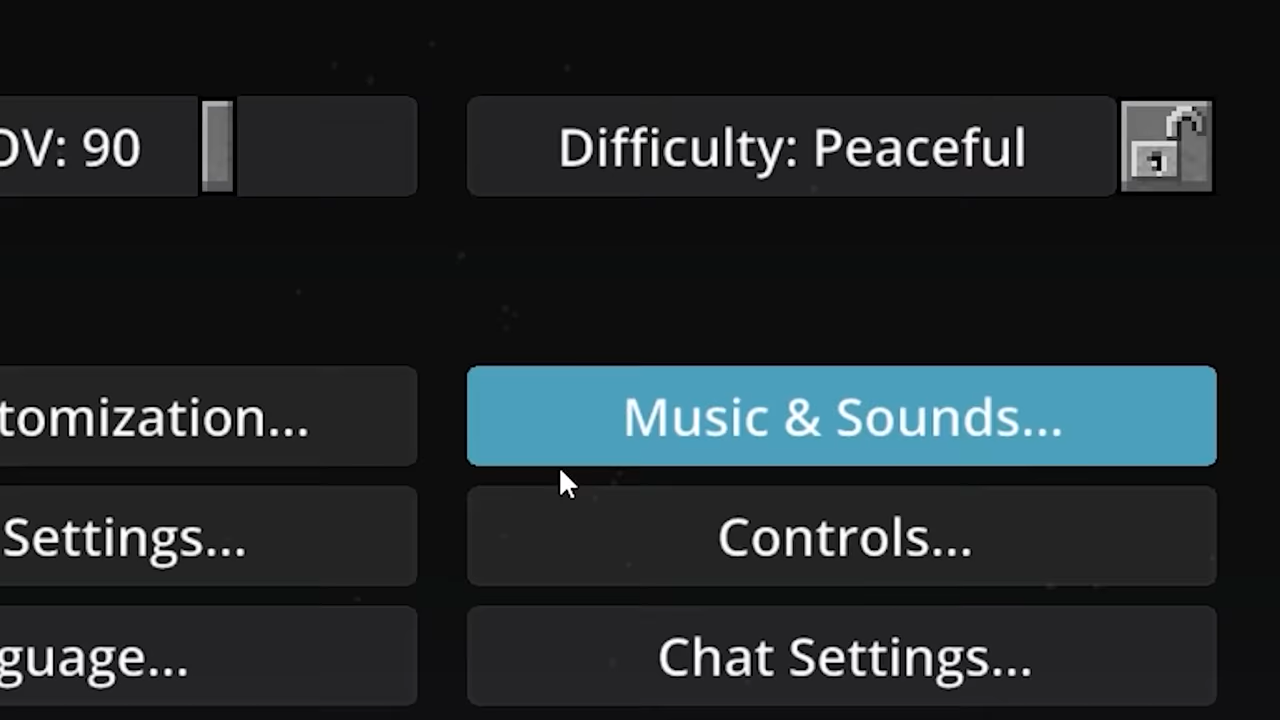 OV: 90
Difficulty: Peaceful
tomization...
Music & Sounds...
Settings...
Controls...
guage...
Chat Settings...